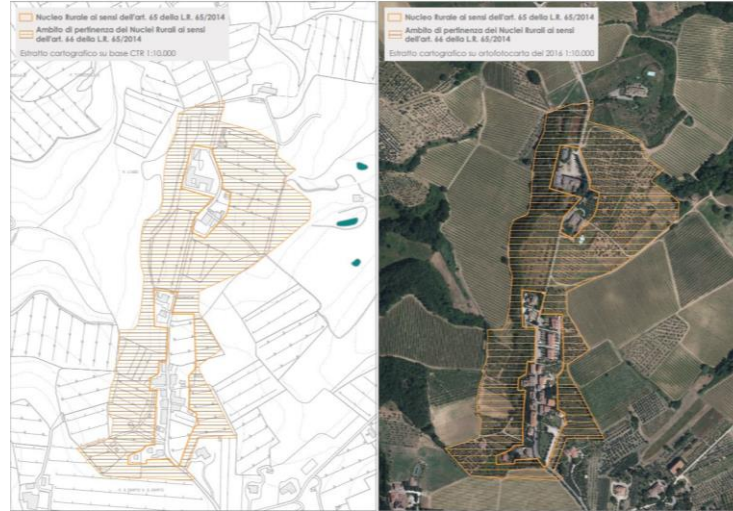 Nucleo Rurale ai sensi dell'art. 65 della L.R. 65/2014
Ambito di pertinenza dei Nuclei Rurali ai sensi
dell'art. 66 della L.R. 65/2014
Estratto cartografico su base CTR 1:10.000
Nucleo Rurale ai sensi dell'art. 65 della L.R. 65/2014
Ambito di pertinenza dei Nuclei Rurali ai sensi
dell'art. 66 della L.R. 65/2014
Estratto cartografico su ortofotocarta del 2016 1:10.000